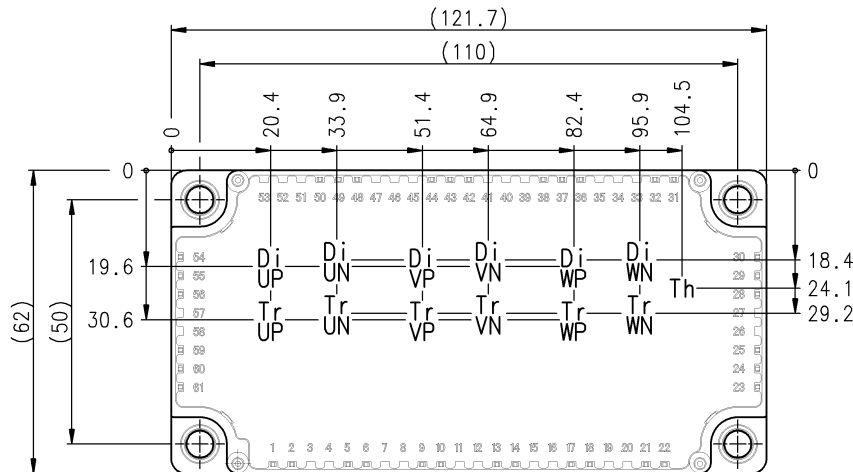 (121.7)
(110)
0
20.4
33.9
51.4
64.9
82.4
95.9
104.5
0
0
53 52 51 50 49 48 47 46 45 44 43 42 41 40 39 38 37 36 35 34 33 32 31
54
55
56
57
58
59
60
61
30
29
28
27
26
25
24
23
Di UP
Di UN
Di VP
Di VN
Di WP
Di WN
Th
Tr UP
Tr UN
Tr VP
Tr VN
Tr WP
Tr WN
19.6
30.6
18.4
24.1
29.2
(62)
(50)
1 2 3 4 5 6 7 8 9 10 11 12 13 14 15 16 17 18 19 20 21 22